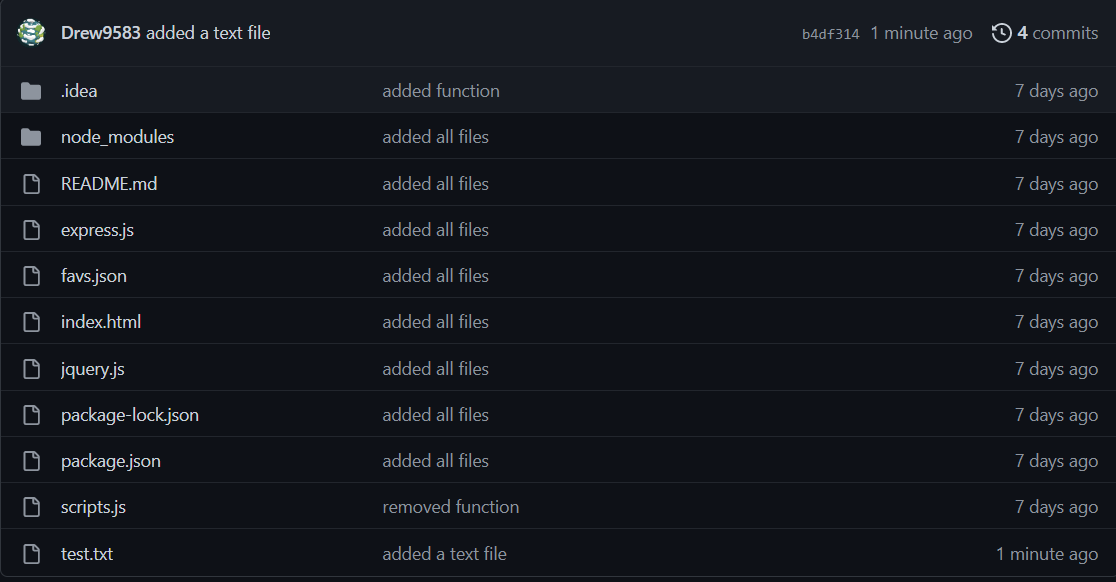 Drew9583 added a text file b4df314 1 minute ago 4 commits
.idea added function 7 days ago
node_modules added all files 7 days ago
README.md added all files 7 days ago
express.js added all files 7 days ago
favs.json added all files 7 days ago
index.html added all files 7 days ago
jquery.js added all files 7 days ago
package-lock.json added all files 7 days ago
package.json added all files 7 days ago
scripts.js removed function 7 days ago
test.txt added a text file 1 minute ago